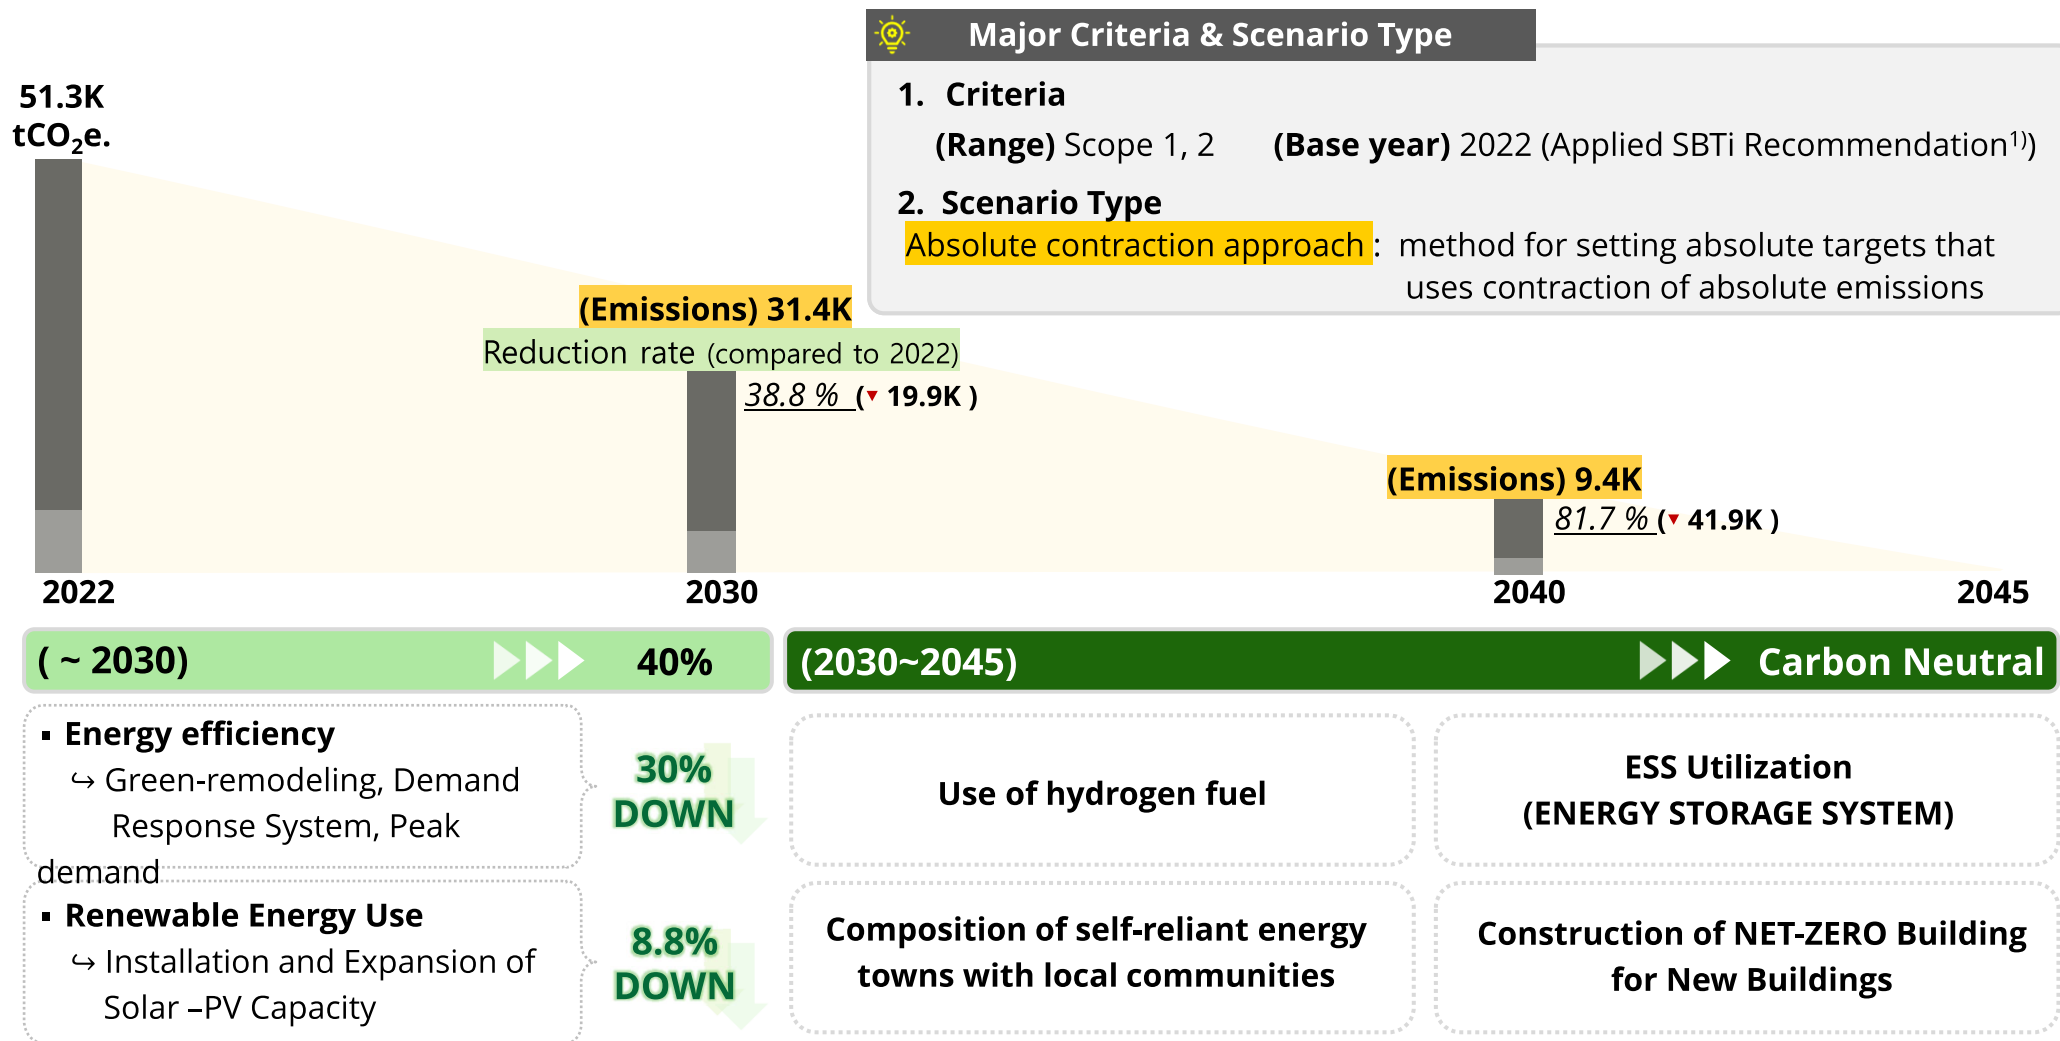 Major Criteria & Scenario Type
1. Criteria
(Range) Scope 1, 2 (Base year) 2022 (Applied SBTi Recommendation¹⁾)
2. Scenario Type
Absolute contraction approach : method for setting absolute targets that
uses contraction of absolute emissions
51.3K
tCO₂e.
(Emissions) 31.4K
Reduction rate (compared to 2022)
38.8 % (▼ 19.9K )
(Emissions) 9.4K
81.7 % (▼ 41.9K )
2022
2030
2040
2045
( ~ 2030) 40%
(2030~2045) Carbon Neutral
▪ Energy efficiency
↪ Green-remodeling, Demand
Response System, Peak
demand
30%
DOWN
▪ Renewable Energy Use
↪ Installation and Expansion of
Solar –PV Capacity
8.8%
DOWN
Use of hydrogen fuel
ESS Utilization
(ENERGY STORAGE SYSTEM)
Composition of self-reliant energy
towns with local communities
Construction of NET-ZERO Building
for New Buildings